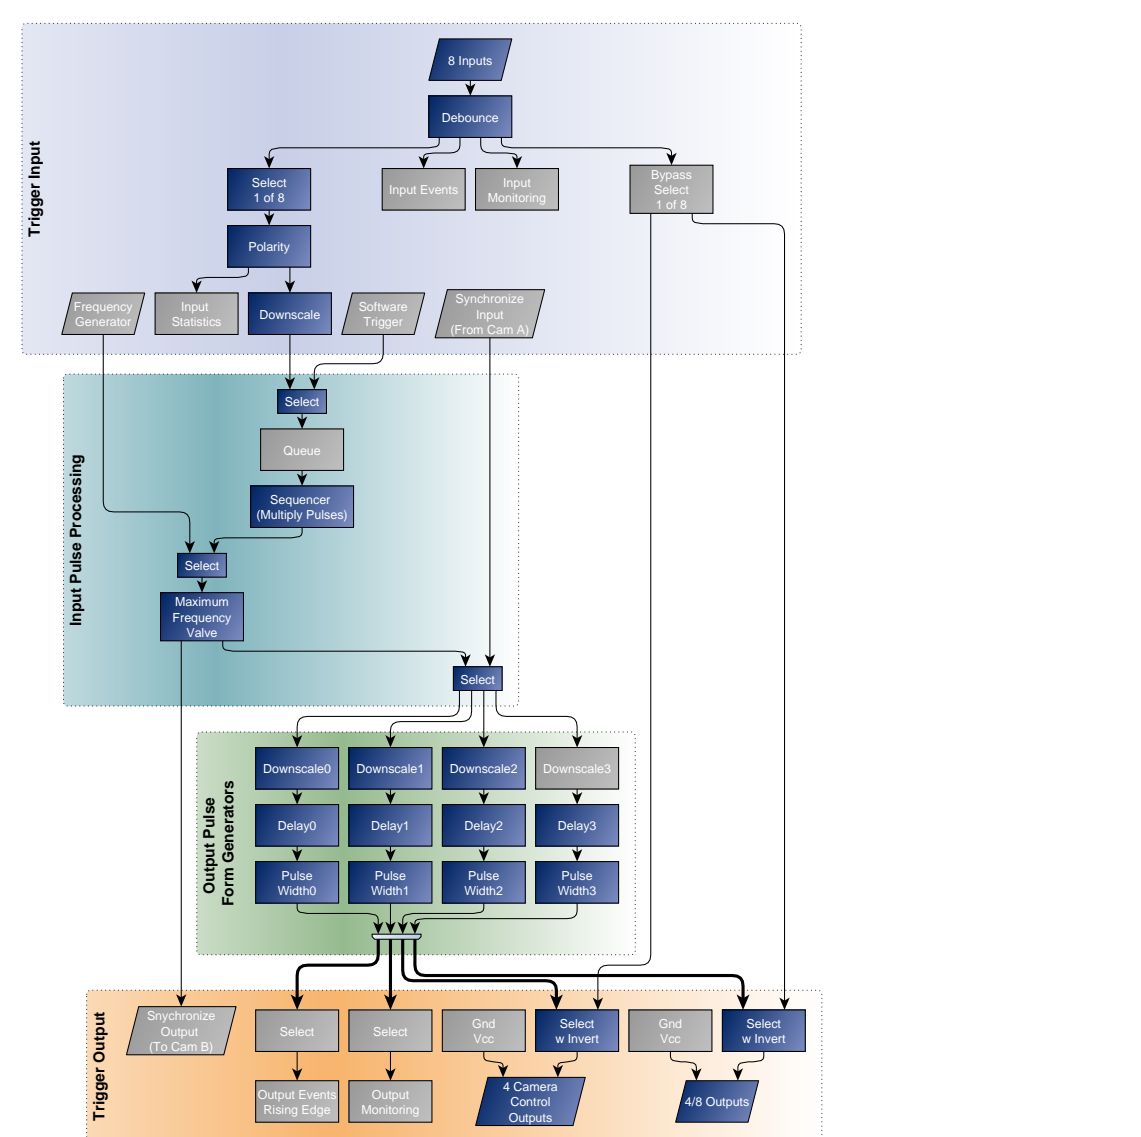 Trigger Input
8 Inputs
Debounce
Select
1 of 8
Input Events
Input
Monitoring
Bypass
Select
1 of 8
Polarity
Frequency
Generator
Input
Statistics
Downscale
Software
Trigger
Synchronize
Input
(From Cam A)
Input Pulse Processing
Select
Queue
Sequencer
(Multiply Pulses)
Select
Maximum
Frequency
Valve
Select
Output Pulse
Form Generators
Downscale0
Downscale1
Downscale2
Downscale3
Delay0
Delay1
Delay2
Delay3
Pulse
Width0
Pulse
Width1
Pulse
Width2
Pulse
Width3
Trigger Output
Snychronize
Output
(To Cam B)
Select
Select
Gnd
Vcc
Select
w Invert
Gnd
Vcc
Select
w Invert
Output Events
Rising Edge
Output
Monitoring
4 Camera
Control
Outputs
4/8 Outputs